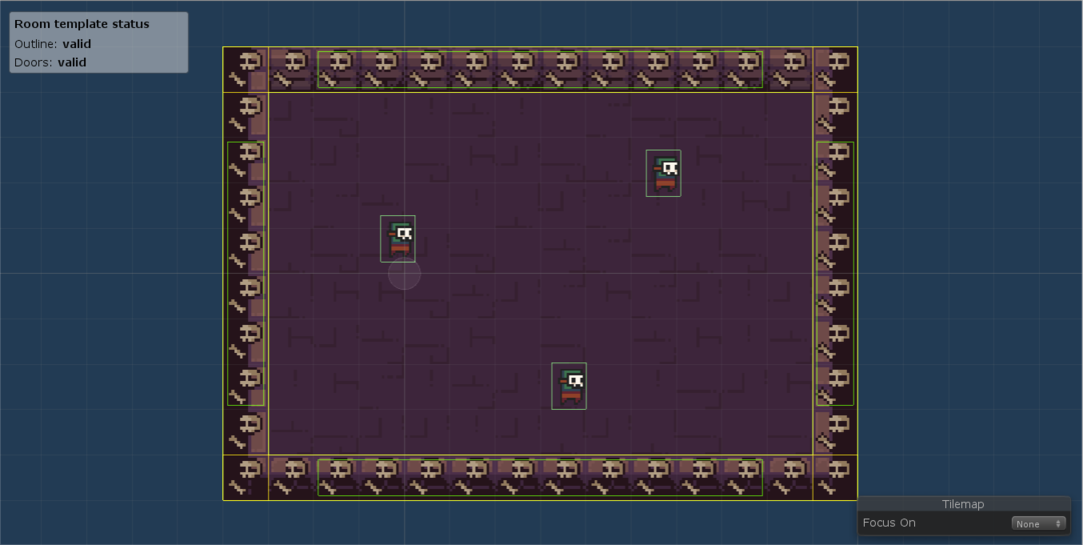 Room template status
Outline: valid
Doors: valid
Tilemap
Focus On
None